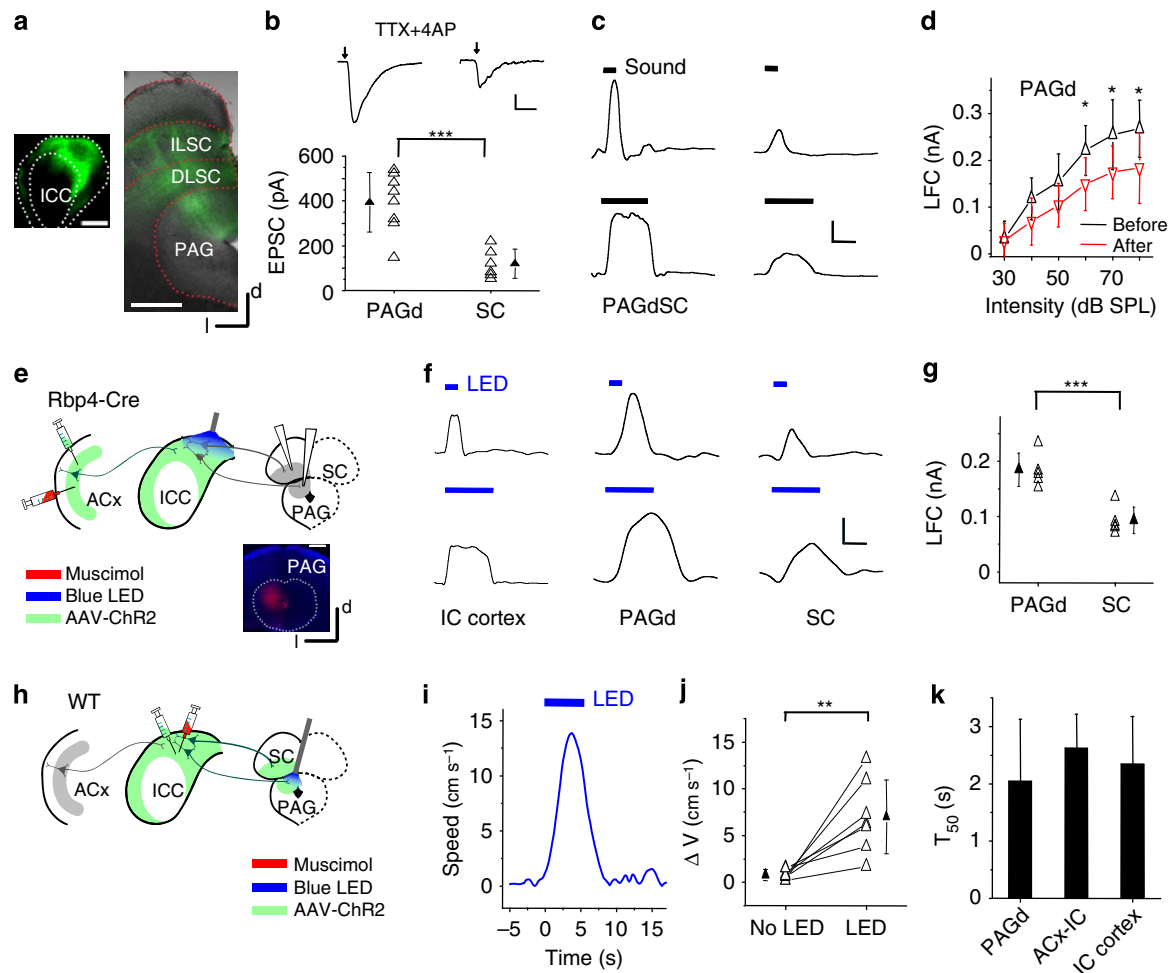 a
ICC
ILSC
DLSC
PAG
d
l
b
TTX+4AP
***
600
400
200
0
EPSC (pA)
PAGd
SC
c
Sound
PAGdSC
d
PAGd
* * *
0.3
0.2
0.1
0
LFC (nA)
Before
After
30 50 70
Intensity (dB SPL)
e
Rbp4-Cre
ACx
ICC
SC
PAG
Muscimol
Blue LED
AAV-ChR2
PAG
d
l
f
LED
IC cortex
PAGd
SC
g
***
0.2
0.1
0
LFC (nA)
PAGd
SC
h
WT
ACx
ICC
SC
PAG
Muscimol
Blue LED
AAV-ChR2
i
LED
15
10
5
0
Speed (cm s⁻¹)
–5 0 5 10 15
Time (s)
j
**
15
10
5
0
Δ V (cm s⁻¹)
No LED
LED
k
3
2
1
0
T₅₀ (s)
PAGd
ACx-IC
IC cortex